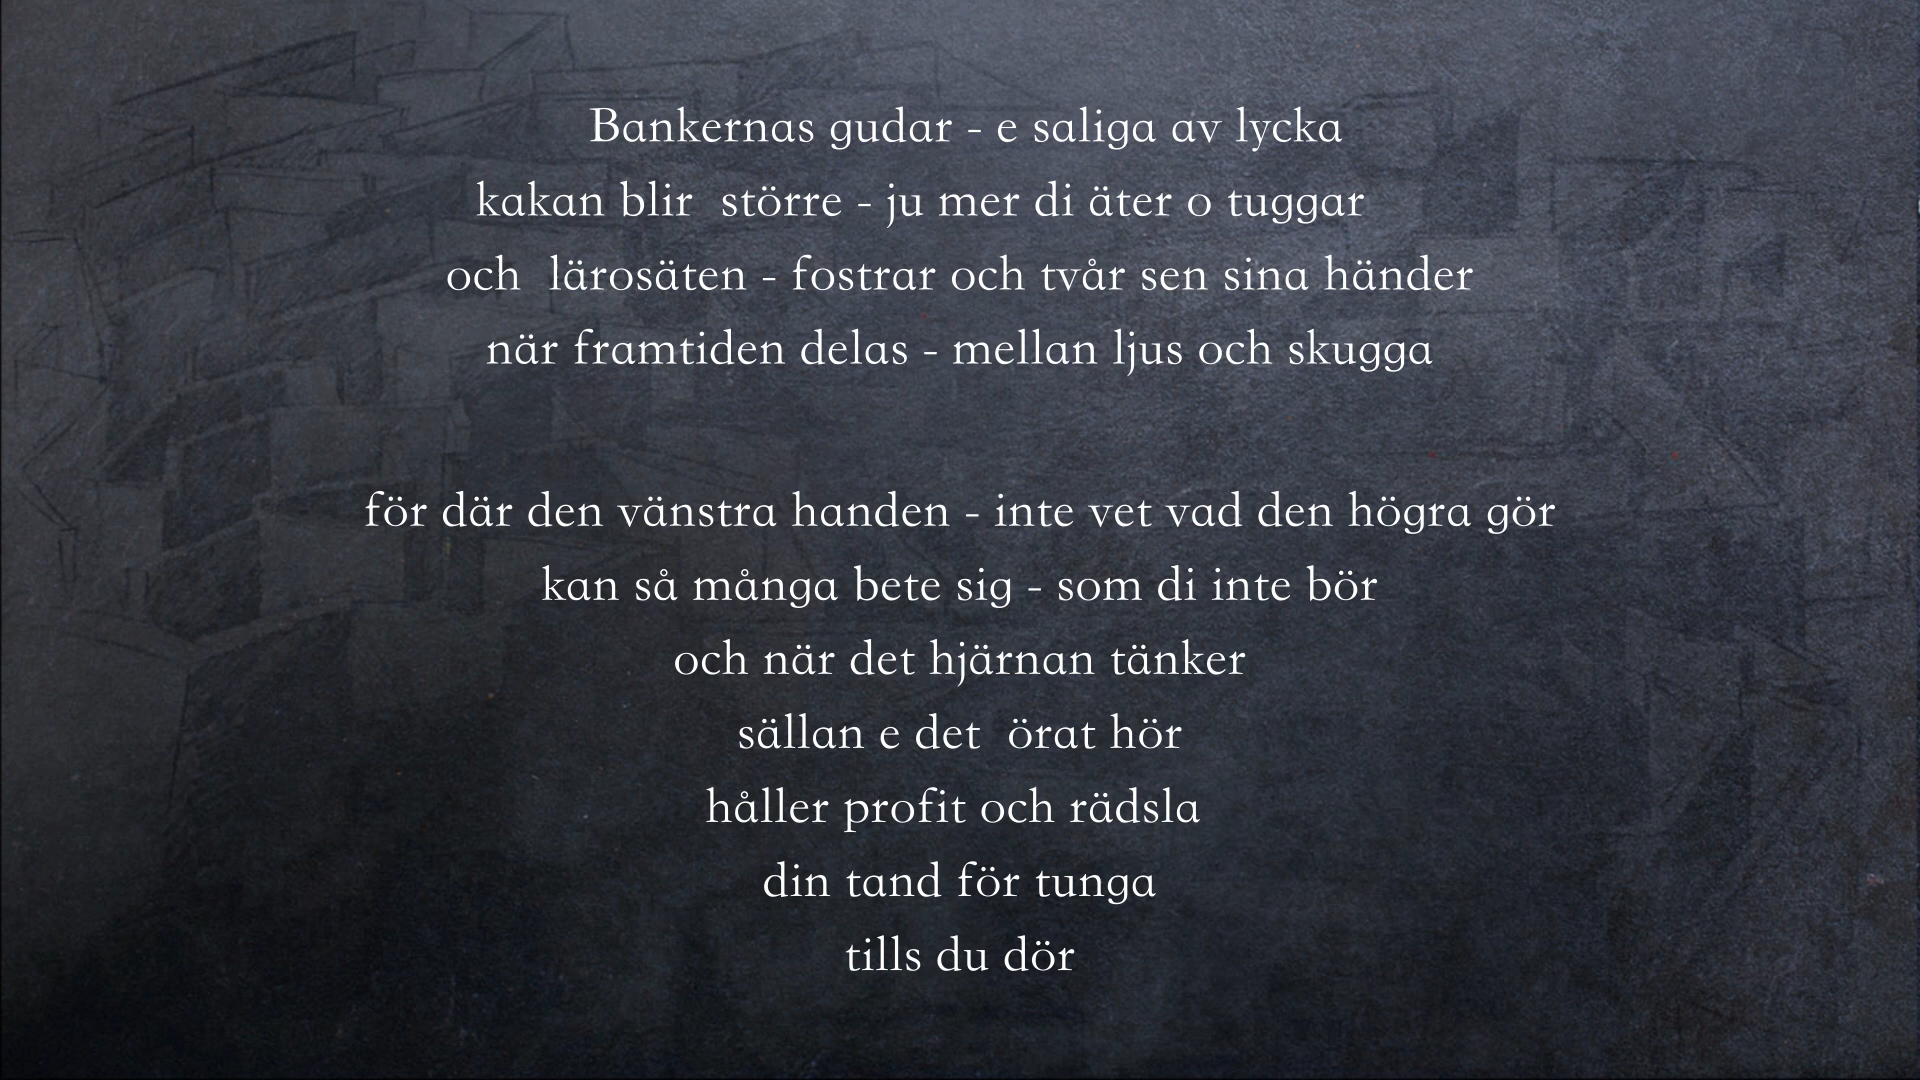 Bankernas gudar - e saliga av lycka
kakan blir större - ju mer di äter o tuggar
och lärosäten - fostrar och tvår sen sina händer
när framtiden delas - mellan ljus och skugga
för där den vänstra handen - inte vet vad den högra gör
kan så många bete sig - som di inte bör
och när det hjärnan tänker
sällan e det örat hör
håller profit och rädsla
din tand för tunga
tills du dör